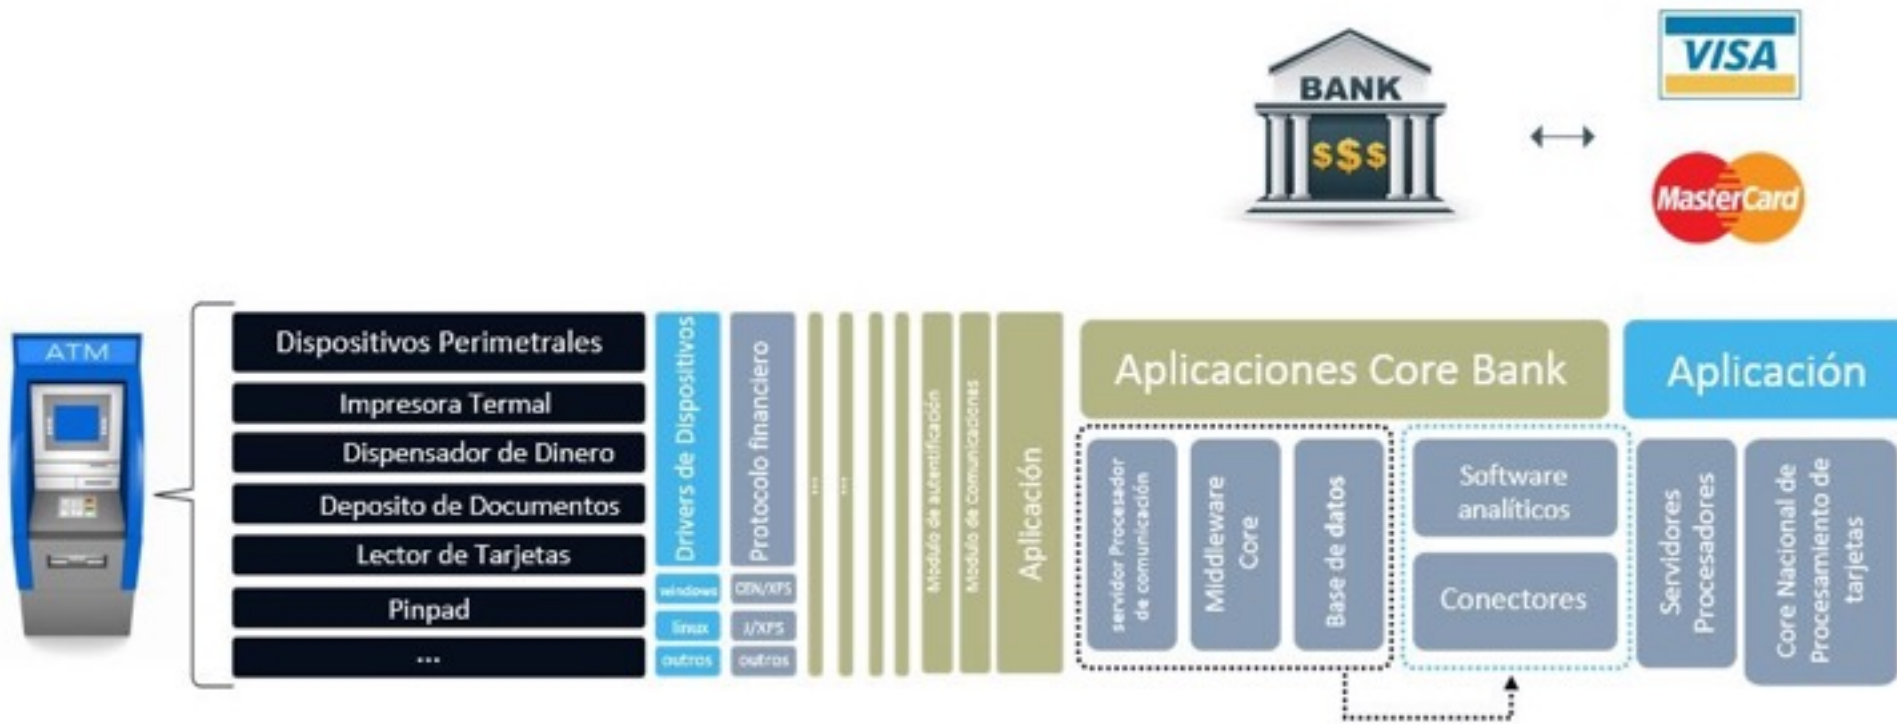 BANK
$$$
VISA
MasterCard
ATM
Dispositivos Perimetrales
Impresora Termal
Dispensador de Dinero
Deposito de Documentos
Lector de Tarjetas
Pinpad
...
Drivers de Dispositivos
windows
linux
outros
Protocolo financiero
CEN/XFS
J/XFS
outros
...
...
Modulo de autentificación
Modulo de Comunicaciones
Aplicación
Aplicaciones Core Bank
servidor Procesador
de comunicación
Middleware
Core
Base de datos
Software
analíticos
Conectores
Aplicación
Servidores
Procesadores
Core Nacional de
Procesamiento de
tarjetas